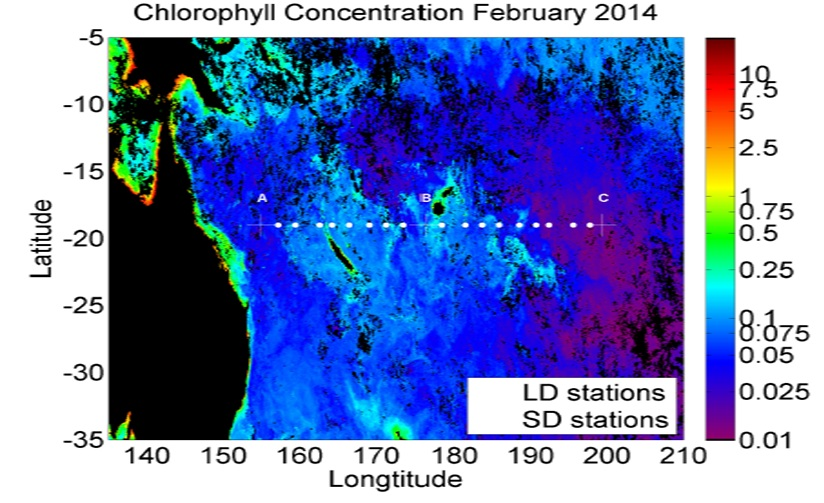 Chlorophyll Concentration February 2014
-5
-10
-15
-20
-25
-30
-35
Latitude
A
B
C
LD stations
SD stations
140 150 160 170 180 190 200 210
Longtitude
10
7.5
5
2.5
1
0.75
0.5
0.25
0.1
0.075
0.05
0.025
0.01